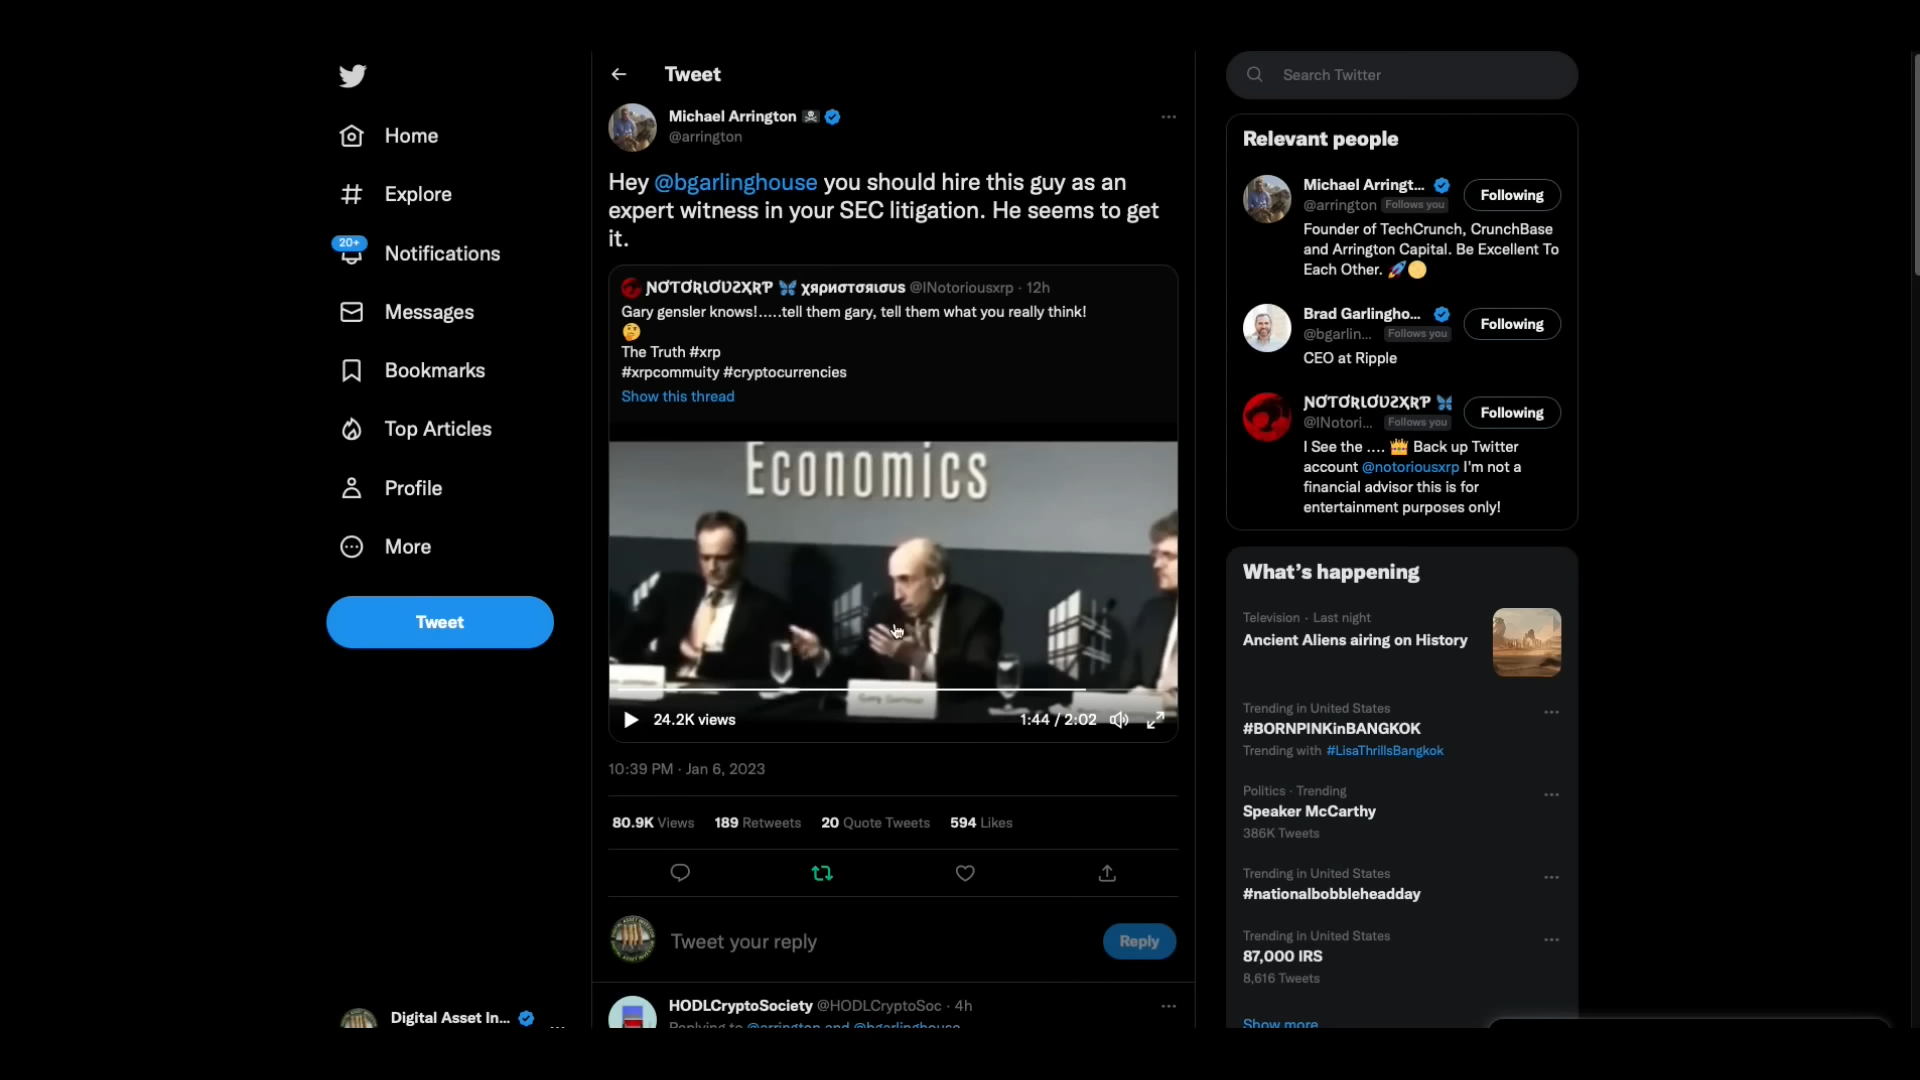 Home
Explore
20+
Notifications
Messages
Bookmarks
Top Articles
Profile
More
Tweet
Digital Asset In...
Tweet
Michael Arrington
@arrington
Hey @bgarlinghouse you should hire this guy as an
expert witness in your SEC litigation. He seems to get
it.
@INotoriousxrp · 12h
Gary gensler knows!.....tell them gary, tell them what you really think!
The Truth #xrp
#xrpcommuity #cryptocurrencies
Show this thread
Economics
24.2K views
1:44 / 2:02
10:39 PM · Jan 6, 2023
80.9K Views 189 Retweets 20 Quote Tweets 594 Likes
Tweet your reply
Reply
HODLCryptoSociety @HODLCryptoSoc · 4h
Replying to @arrington and @bgarlinghouse
Search Twitter
Relevant people
Michael Arringt...
Following
@arrington Follows you
Founder of TechCrunch, CrunchBase
and Arrington Capital. Be Excellent To
Each Other.
Brad Garlingho...
Following
@bgarlin... Follows you
CEO at Ripple
Following
@INotori... Follows you
I See the .... Back up Twitter
account @notoriousxrp I'm not a
financial advisor this is for
entertainment purposes only!
What's happening
Television · Last night
Ancient Aliens airing on History
Trending in United States
#BORNPINKinBANGKOK
Trending with #LisaThrillsBangkok
Politics · Trending
Speaker McCarthy
386K Tweets
Trending in United States
#nationalbobbleheadday
Trending in United States
87,000 IRS
8,616 Tweets
Show more